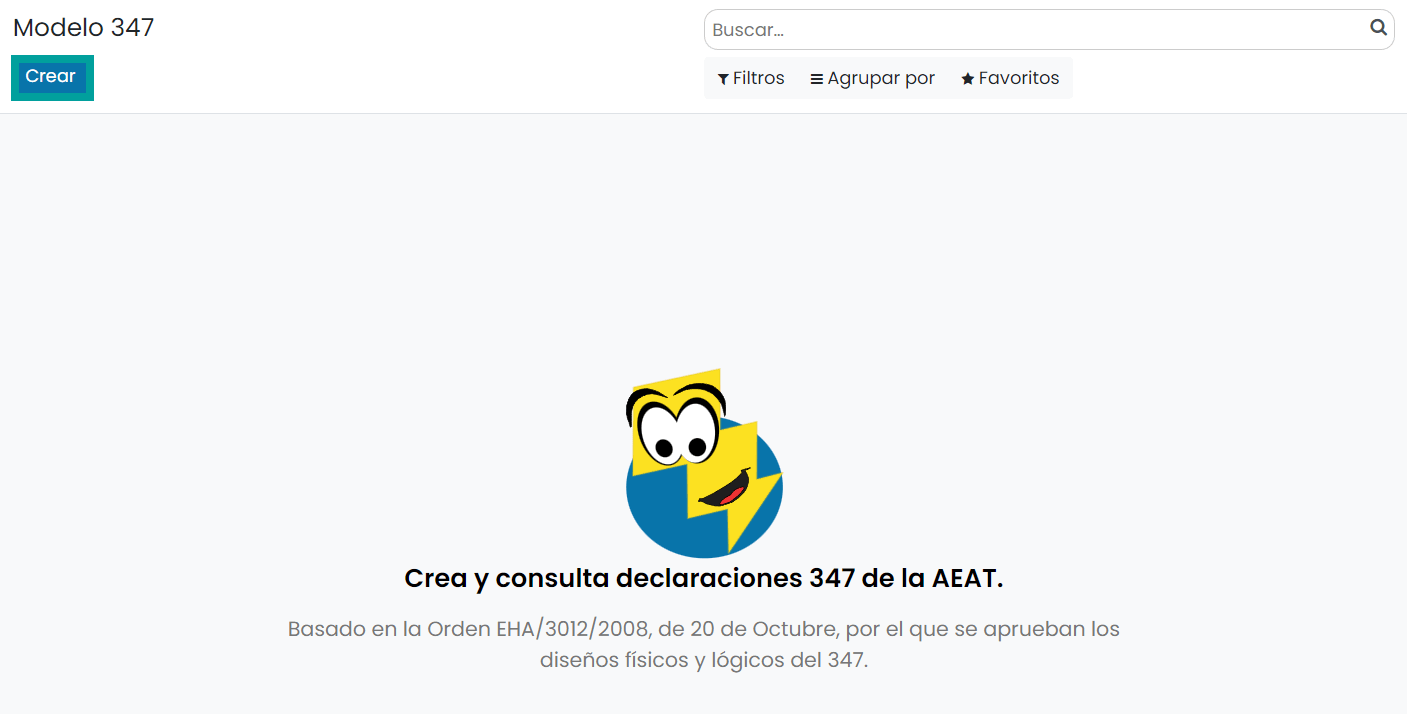 Modelo 347
Buscar...
Crear
Filtros Agrupar por Favoritos
Crea y consulta declaraciones 347 de la AEAT.
Basado en la Orden EHA/3012/2008, de 20 de Octubre, por el que se aprueban los
diseños físicos y lógicos del 347.